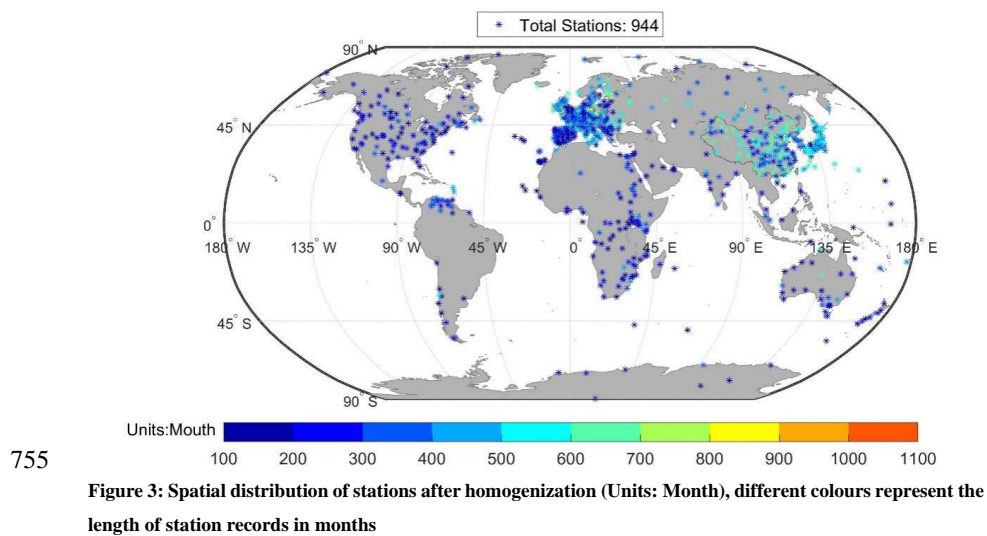 * Total Stations: 944
90° N
45° N
0°
180° W 135° W 90° W 45° W 0° 45° E 90° E 135° E 180° E
45° S
90° S
Units:Mouth
100 200 300 400 500 600 700 800 900 1000 1100
755
Figure 3: Spatial distribution of stations after homogenization (Units: Month), different colours represent the
length of station records in months